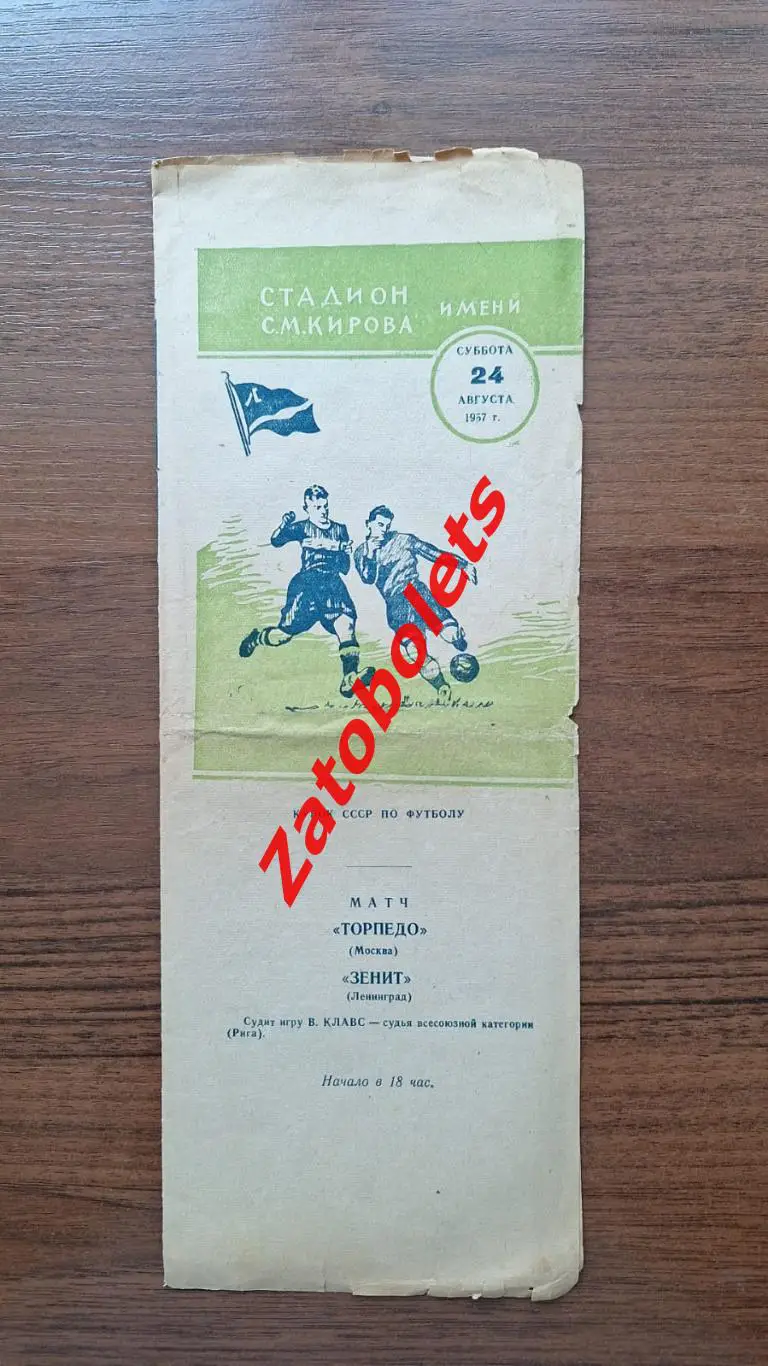 СТАДИОН ИМЕНИ
С.М.КИРОВА
СУББОТА
24
АВГУСТА
1957 г.
Л
Zatobolets
КУБОК СССР ПО ФУТБОЛУ
МАТЧ
«ТОРПЕДО»
(Москва)
«ЗЕНИТ»
(Ленинград)
Судит игру В. КЛАВС — судья всесоюзной категории
(Рига).
Начало в 18 час.